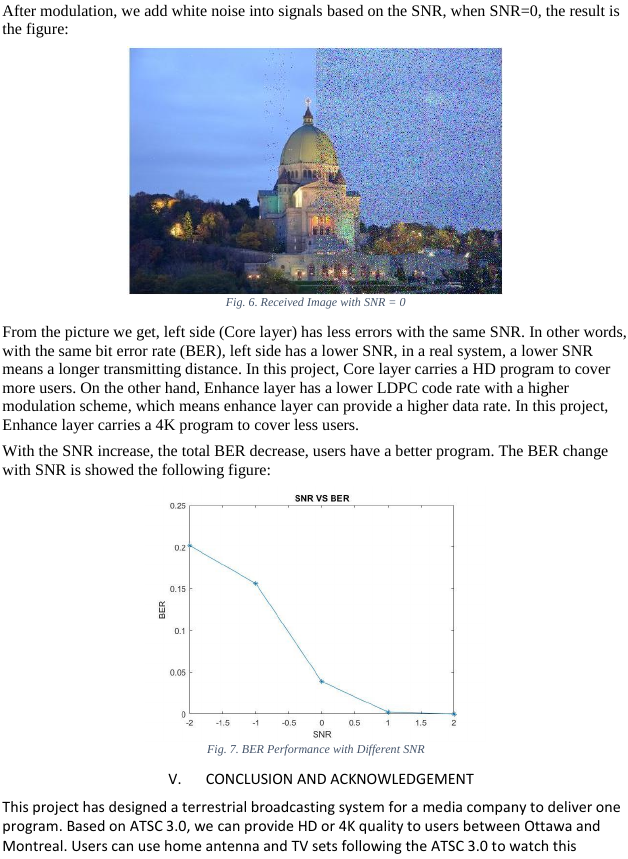 After modulation, we add white noise into signals based on the SNR, when SNR=0, the result is
the figure:
Fig. 6. Received Image with SNR = 0
From the picture we get, left side (Core layer) has less errors with the same SNR. In other words,
with the same bit error rate (BER), left side has a lower SNR, in a real system, a lower SNR
means a longer transmitting distance. In this project, Core layer carries a HD program to cover
more users. On the other hand, Enhance layer has a lower LDPC code rate with a higher
modulation scheme, which means enhance layer can provide a higher data rate. In this project,
Enhance layer carries a 4K program to cover less users.
With the SNR increase, the total BER decrease, users have a better program. The BER change
with SNR is showed the following figure:
SNR VS BER
0.25
0.2
0.15
0.1
0.05
0
BER
-2 -1.5 -1 -0.5 0 0.5 1 1.5 2
SNR
Fig. 7. BER Performance with Different SNR
V. CONCLUSION AND ACKNOWLEDGEMENT
This project has designed a terrestrial broadcasting system for a media company to deliver one
program. Based on ATSC 3.0, we can provide HD or 4K quality to users between Ottawa and
Montreal. Users can use home antenna and TV sets following the ATSC 3.0 to watch this